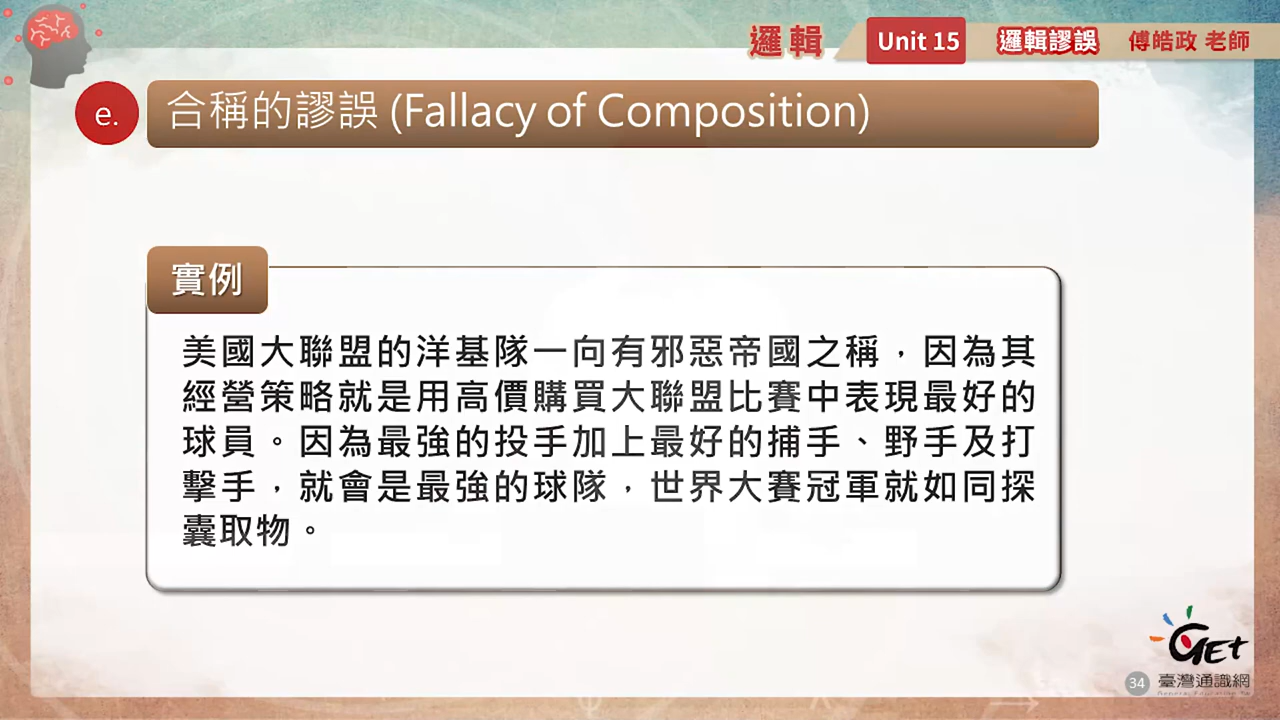 邏輯 Unit 15 邏輯謬誤 傅皓政 老師
e. 合稱的謬誤 (Fallacy of Composition)
實例
美國大聯盟的洋基隊一向有邪惡帝國之稱，因為其
經營策略就是用高價購買大聯盟比賽中表現最好的
球員。因為最強的投手加上最好的捕手、野手及打
擊手，就會是最強的球隊，世界大賽冠軍就如同探
囊取物。
GET
34 臺灣通識網